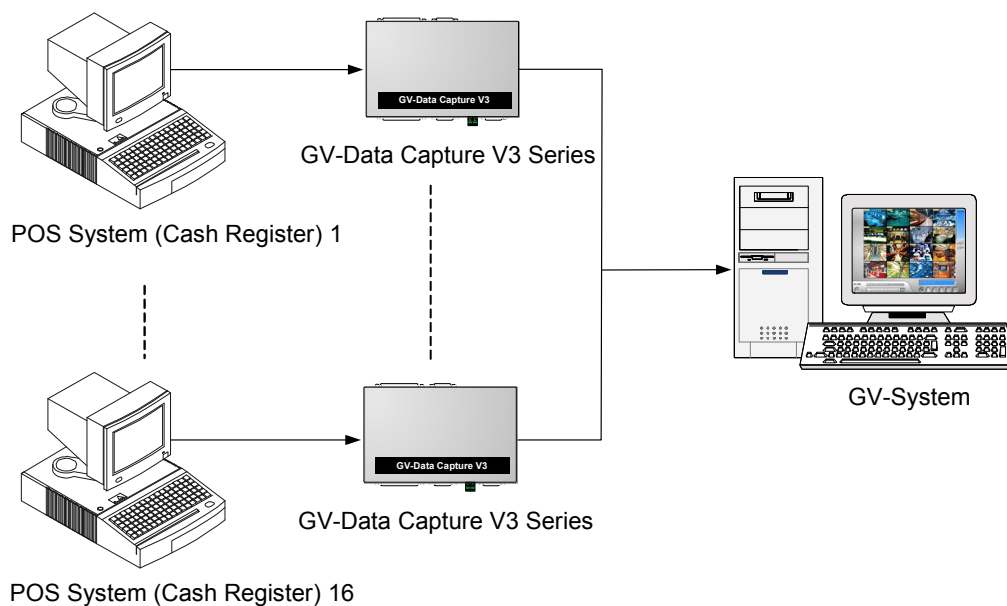 GV-Data Capture V3
GV-Data Capture V3 Series
POS System (Cash Register) 1
GV-System
GV-Data Capture V3
GV-Data Capture V3 Series
POS System (Cash Register) 16